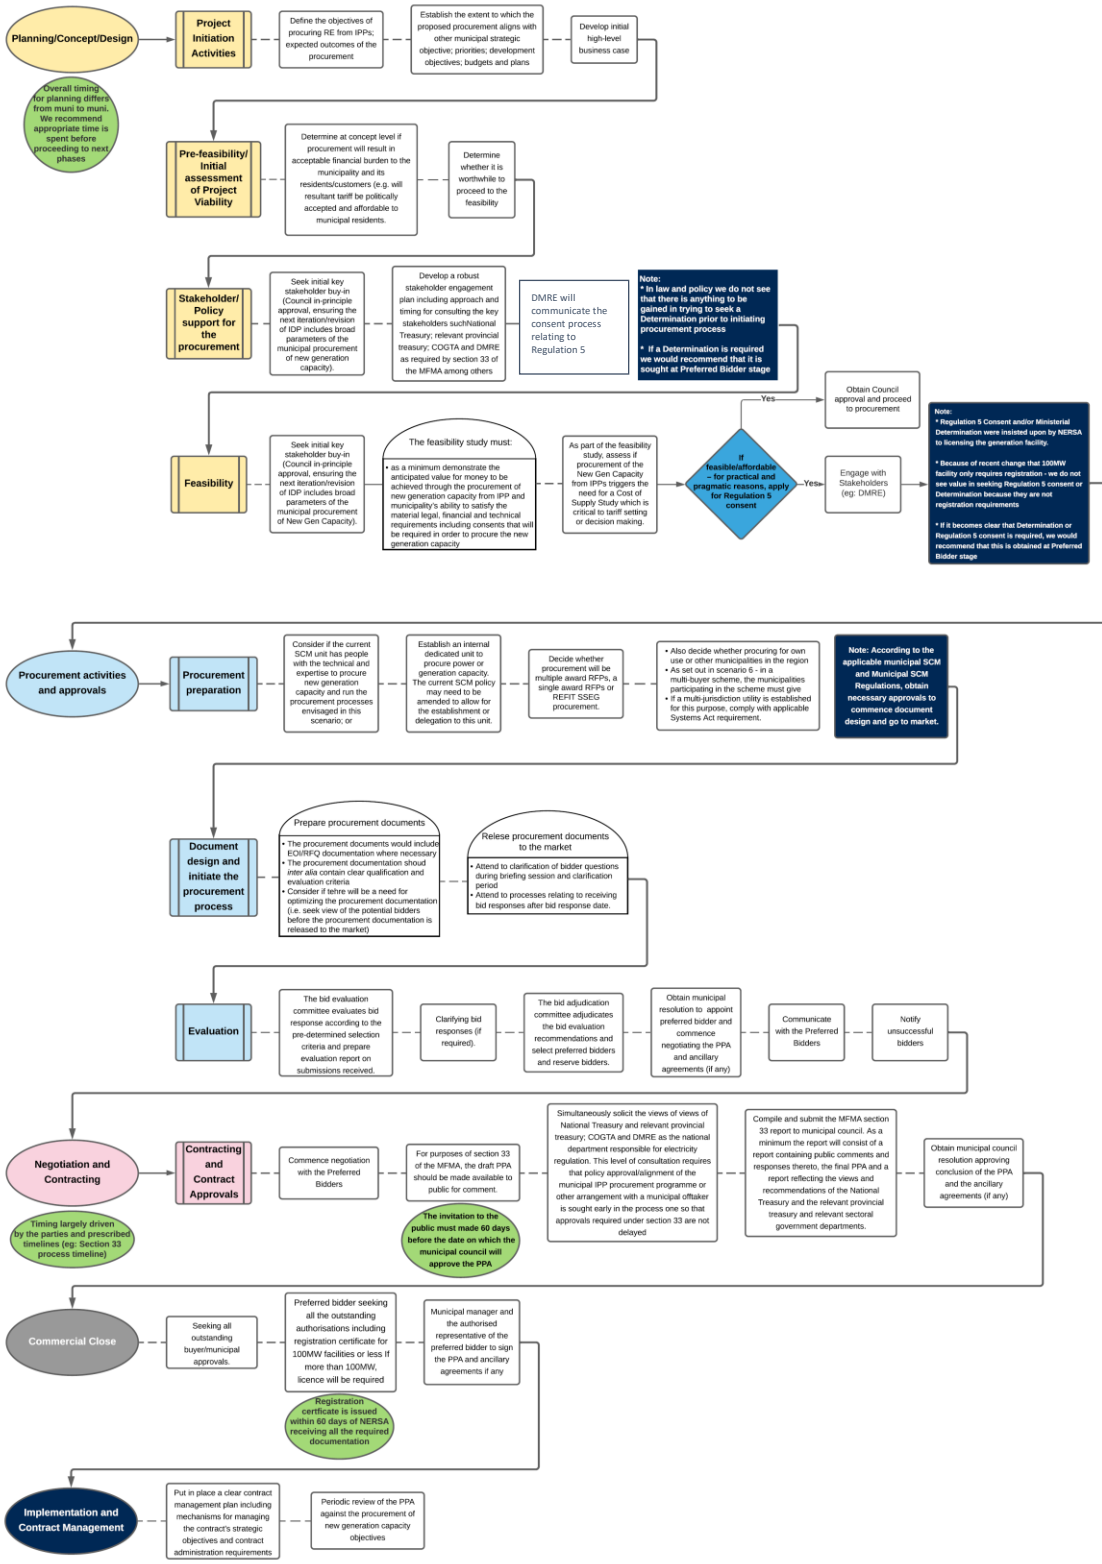 Planning/Concept/Design
Project
Initiation
Activities
Define the objectives of
procuring RE from IPPs;
expected outcomes of the
procurement
Establish the extent to which the
proposed procurement aligns with
other municipal strategic
objective; priorities; development
objectives; budgets and plans
Develop initial
high-level
business case
Overall timing
for planning differs
from muni to muni.
We recommend
appropriate time is
spent before
proceeding to next
phases
Pre-feasibility/
Initial
assessment
of Project
Viability
Determine at concept level if
procurement will result in
acceptable financial burden to the
municipality and its
residents/customers (e.g. will
resultant tariff be politically
accepted and affordable to
municipal residents.
Determine
whether it is
worthwhile to
proceed to the
feasibility
Stakeholder/
Policy
support for
the
procurement
Seek initial key
stakeholder buy-in
(Council in-principle
approval, ensuring the
next iteration/revision
of IDP includes broad
parameters of the
municipal procurement
of new generation
capacity).
Develop a robust
stakeholder engagement
plan including approach and
timing for consulting the key
stakeholders suchNational
Treasury; relevant provincial
treasury; COGTA and DMRE
as required by section 33
of the MFMA among others
DMRE will
communicate the
consent process
relating to
Regulation 5
Note:
* In law and policy we do not see
that there is anything to be
gained in trying to seek a
Determination prior to initiating
procurement process
* If a Determination is required
we would recommend that it is
sought at Preferred Bidder stage
Feasibility
Seek initial key
stakeholder buy-in
(Council in-principle
approval, ensuring the
next iteration/revision
of IDP includes broad
parameters of the
municipal procurement
of New Gen Capacity).
The feasibility study must:
• as a minimum demonstrate the
anticipated value for money to be
achieved through the procurement of
new generation capacity from IPP and
municipality's ability to satisfy the
material legal, financial and technical
requirements including consents that will
be required in order to procure the new
generation capacity
As part of the feasibility
study, assess if
procurement of the
New Gen Capacity
from IPPs triggers the
need for a Cost of
Supply Study which is
critical to tariff setting
or decision making.
If
feasible/affordable
– for practical and
pragmatic reasons, apply
for Regulation 5
consent
Yes
Obtain Council
approval and proceed
to procurement
Yes
Engage with
Stakeholders
(eg: DMRE)
Note:
* Regulation 5 Consent and/or Ministerial
Determination were insisted upon by NERSA
to licensing the generation facility.
* Because of recent change that 100MW
facility only requires registration - we do not
see value in seeking Regulation 5 consent or
Determination because they are not
registration requirements
* If it becomes clear that Determination or
Regulation 5 consent is required, we would
recommend that this is obtained at Preferred
Bidder stage
Procurement activities
and approvals
Procurement
preparation
Consider if the current
SCM unit has people
with the technical and
expertise to procure
new generation
capacity and run the
procurement processes
envisaged in this
scenario; or
Establish an internal
dedicated unit to
procure power or
generation capacity.
The current SCM policy
may need to be
amended to allow for
the establishment or
delegation to this unit.
Decide whether
procurement will be
multiple award RFPs, a
single award RFPs or
REFIT SSEG
procurement.
• Also decide whether procuring for own
use or other municipalities in the region
• As set out in scenario 6 - in a
multi-buyer scheme, the municipalities
participating in the scheme must give
• If a multi-jurisdiction utility is established
for this purpose, comply with applicable
Systems Act requirement.
Note: According to the
applicable municipal SCM
and Municipal SCM
Regulations, obtain
necessary approvals to
commence document
design and go to market.
Document
design and
initiate the
procurement
process
Prepare procurement documents
• The procurement documents would include
EOI/RFQ documentation where necessary
• The procurement documentation shoud
inter alia contain clear qualification and
evaluation criteria
• Consider if tehre will be a need for
optimizing the procurement documentation
(i.e. seek view of the potential bidders
before the procurement documentation is
released to the market)
Relese procurement documents
to the market
• Attend to clarification of bidder questions
during briefing session and clarification
period
• Attend to processes relating to receiving
bid responses after bid response date.
Evaluation
The bid evaluation
committee evaluates bid
response according to the
pre-determined selection
criteria and prepare
evaluation report on
submissions received.
Clarifying bid
responses (if
required).
The bid adjudication
committee adjudicates
the bid evaluation
recommendations and
select preferred bidders
and reserve bidders.
Obtain municipal
resolution to appoint
preferred bidder and
commence
negotiating the PPA
and ancillary
agreements (if any)
Communicate
with the Preferred
Bidders
Notify
unsuccessful
bidders
Negotiation and
Contracting
Contracting
and
Contract
Approvals
Commence negotiation
with the Preferred
Bidders
For purposes of section 33
of the MFMA, the draft PPA
should be made available to
public for comment.
Simultaneously solicit the views of views of
National Treasury and relevant provincial
treasury; COGTA and DMRE as the national
department responsible for electricity
regulation. This level of consultation requires
that policy approval/alignment of the
municipal IPP procurement programme or
other arrangement with a municipal offtaker
is sought early in the process one so that
approvals required under section 33 are not
delayed
Compile and submit the MFMA section
33 report to municipal council. As a
minimum the report will consist of a
report containing public comments and
responses thereto, the final PPA and a
report reflecting the views and
recommendations of the National
Treasury and the relevant provincial
treasury and relevant sectoral
government departments.
Obtain municipal council
resolution approving
conclusion of the PPA
and the ancillary
agreements (if any)
Timing largely driven
by the parties and prescribed
timelines (eg: Section 33
process timeline)
The invitation to the
public must made 60 days
before the date on which the
municipal council will
approve the PPA
Commercial Close
Seeking all
outstanding
buyer/municipal
approvals.
Preferred bidder seeking
all the outstanding
authorisations including
registration certificate for
100MW facilities or less If
more than 100MW,
licence will be required
Municipal manager and
the authorised
representative of the
preferred bidder to sign
the PPA and ancillary
agreements if any
Registration
certficate is issued
within 60 days of NERSA
receiving all the required
documentation
Implementation and
Contract Management
Put in place a clear contract
management plan including
mechanisms for managing
the contract's strategic
objectives and contract
administration requirements
Periodic review of the PPA
against the procurement of
new generation capacity
objectives